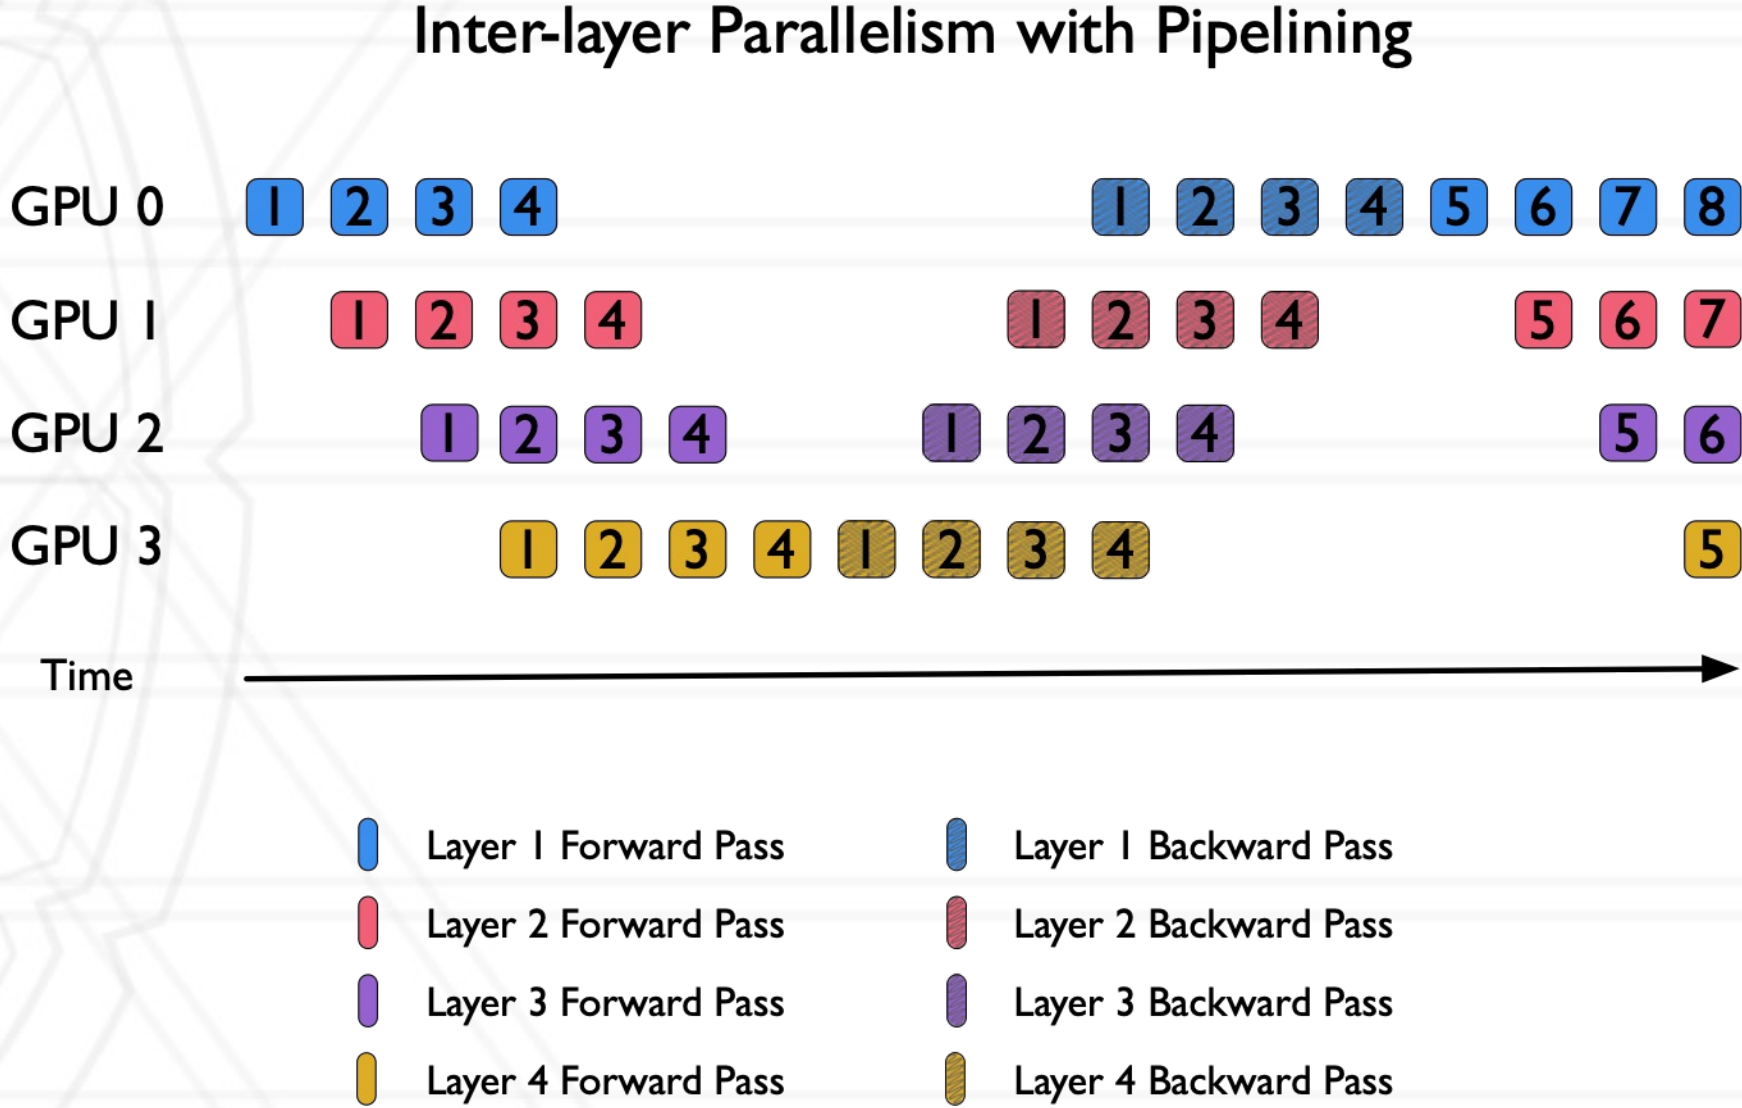 Inter-layer Parallelism with Pipelining
GPU 0 1 2 3 4 1 2 3 4 5 6 7 8
GPU 1 1 2 3 4 1 2 3 4 5 6 7
GPU 2 1 2 3 4 1 2 3 4 5 6
GPU 3 1 2 3 4 1 2 3 4 5
Time
Layer 1 Forward Pass Layer 1 Backward Pass
Layer 2 Forward Pass Layer 2 Backward Pass
Layer 3 Forward Pass Layer 3 Backward Pass
Layer 4 Forward Pass Layer 4 Backward Pass